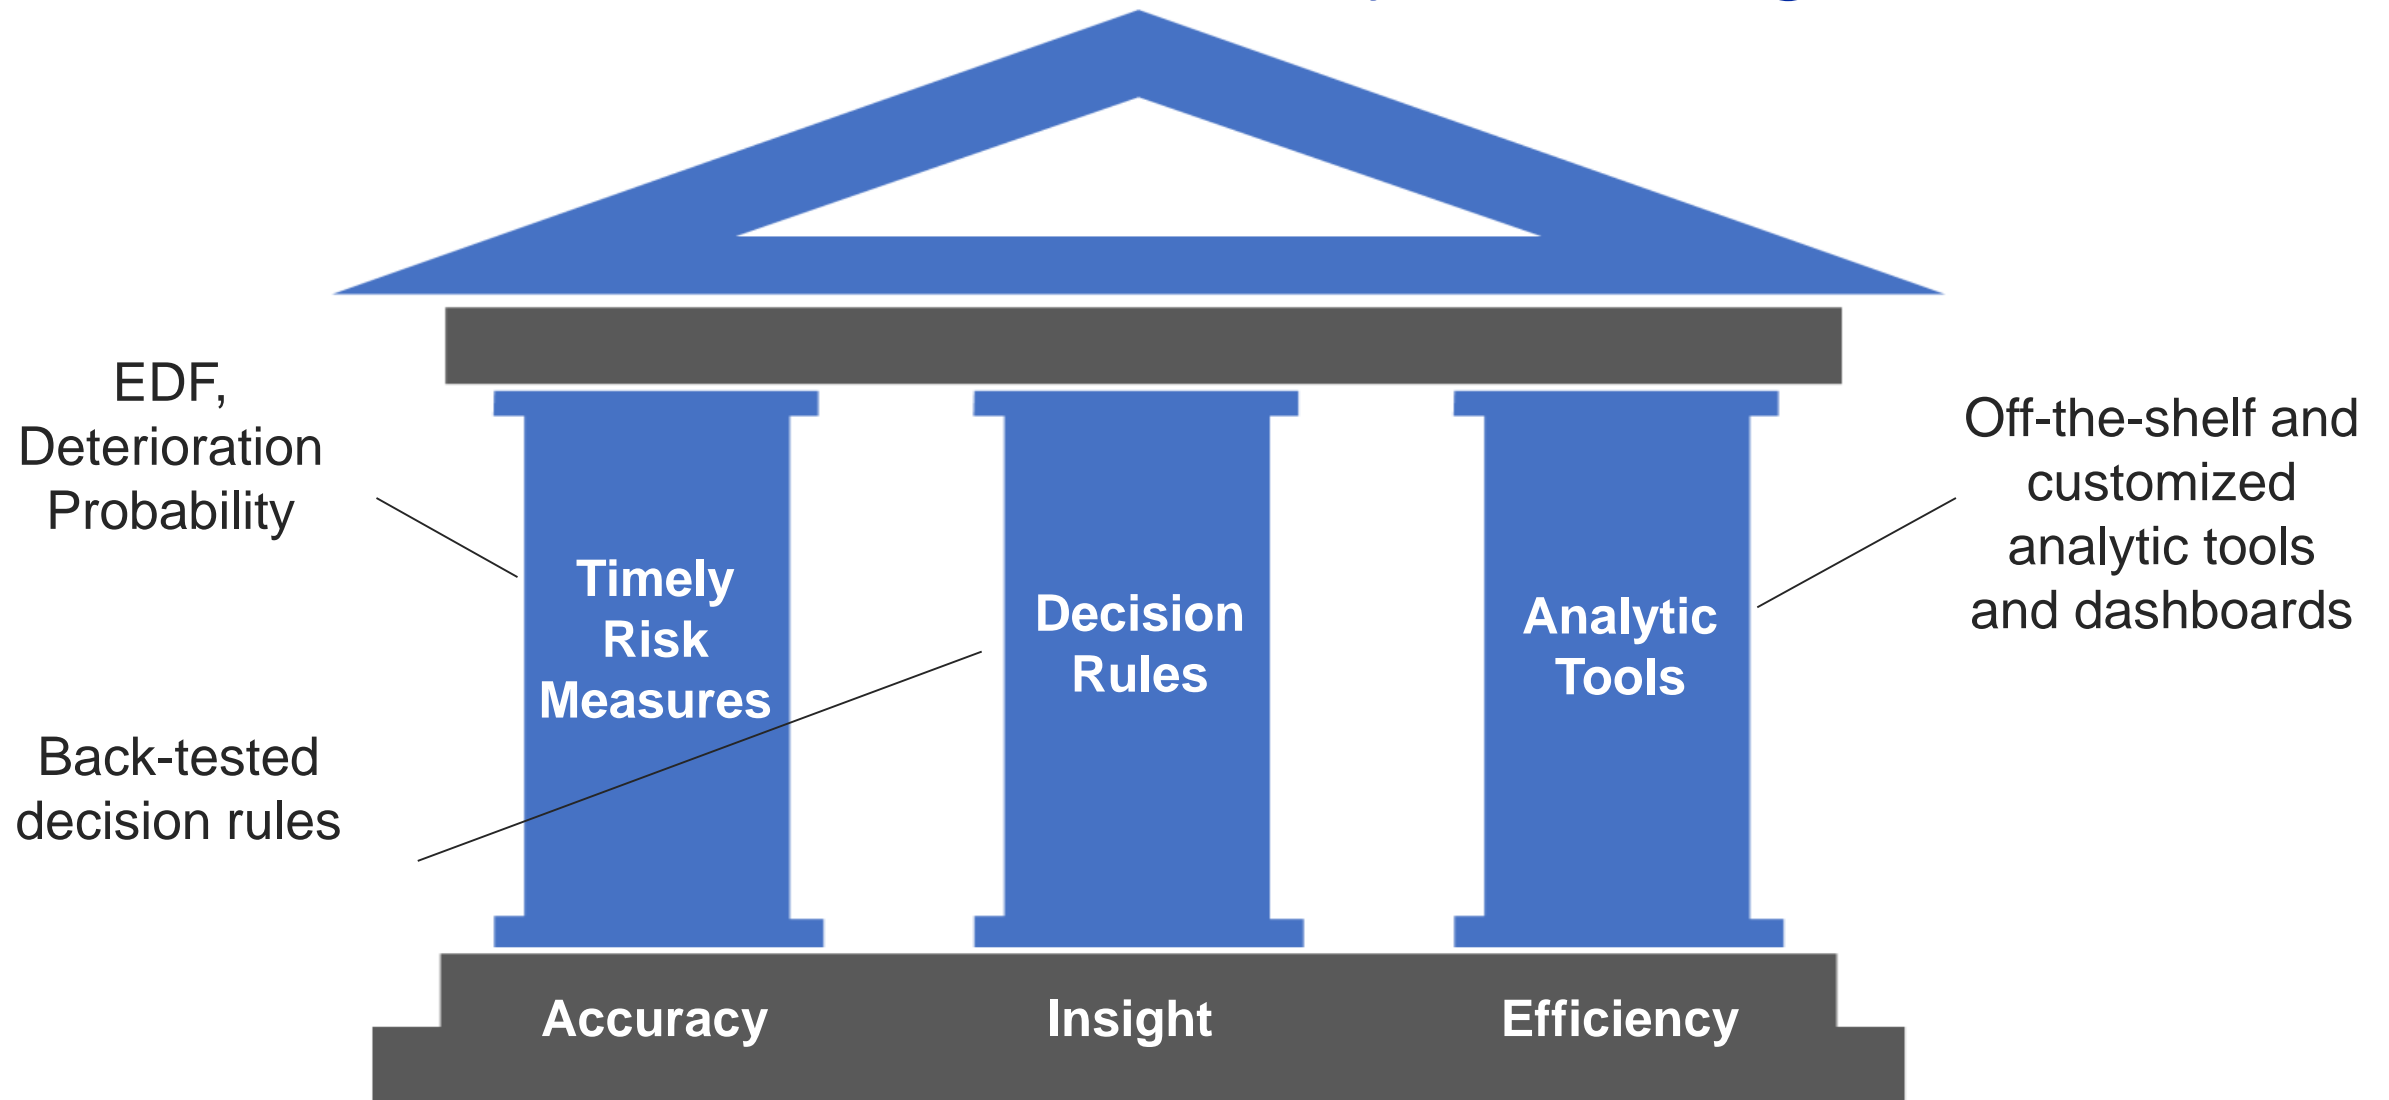 EDF,
Deterioration
Probability
Back-tested
decision rules
Timely
Risk
Measures
Decision
Rules
Analytic
Tools
Off-the-shelf and
customized
analytic tools
and dashboards
Accuracy
Insight
Efficiency